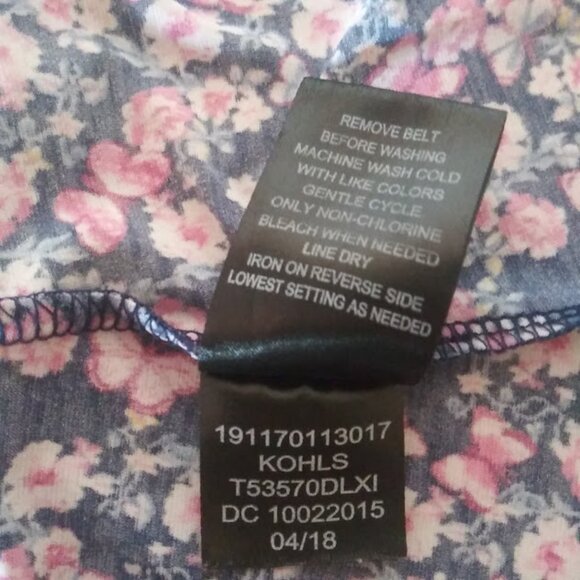 REMOVE BELT
BEFORE WASHING
MACHINE WASH COLD
WITH LIKE COLORS
GENTLE CYCLE
ONLY NON-CHLORINE
BLEACH WHEN NEEDED
LINE DRY
IRON ON REVERSE SIDE
LOWEST SETTING AS NEEDED
191170113017
KOHLS
T53570DLXI
DC 10022015
04/18